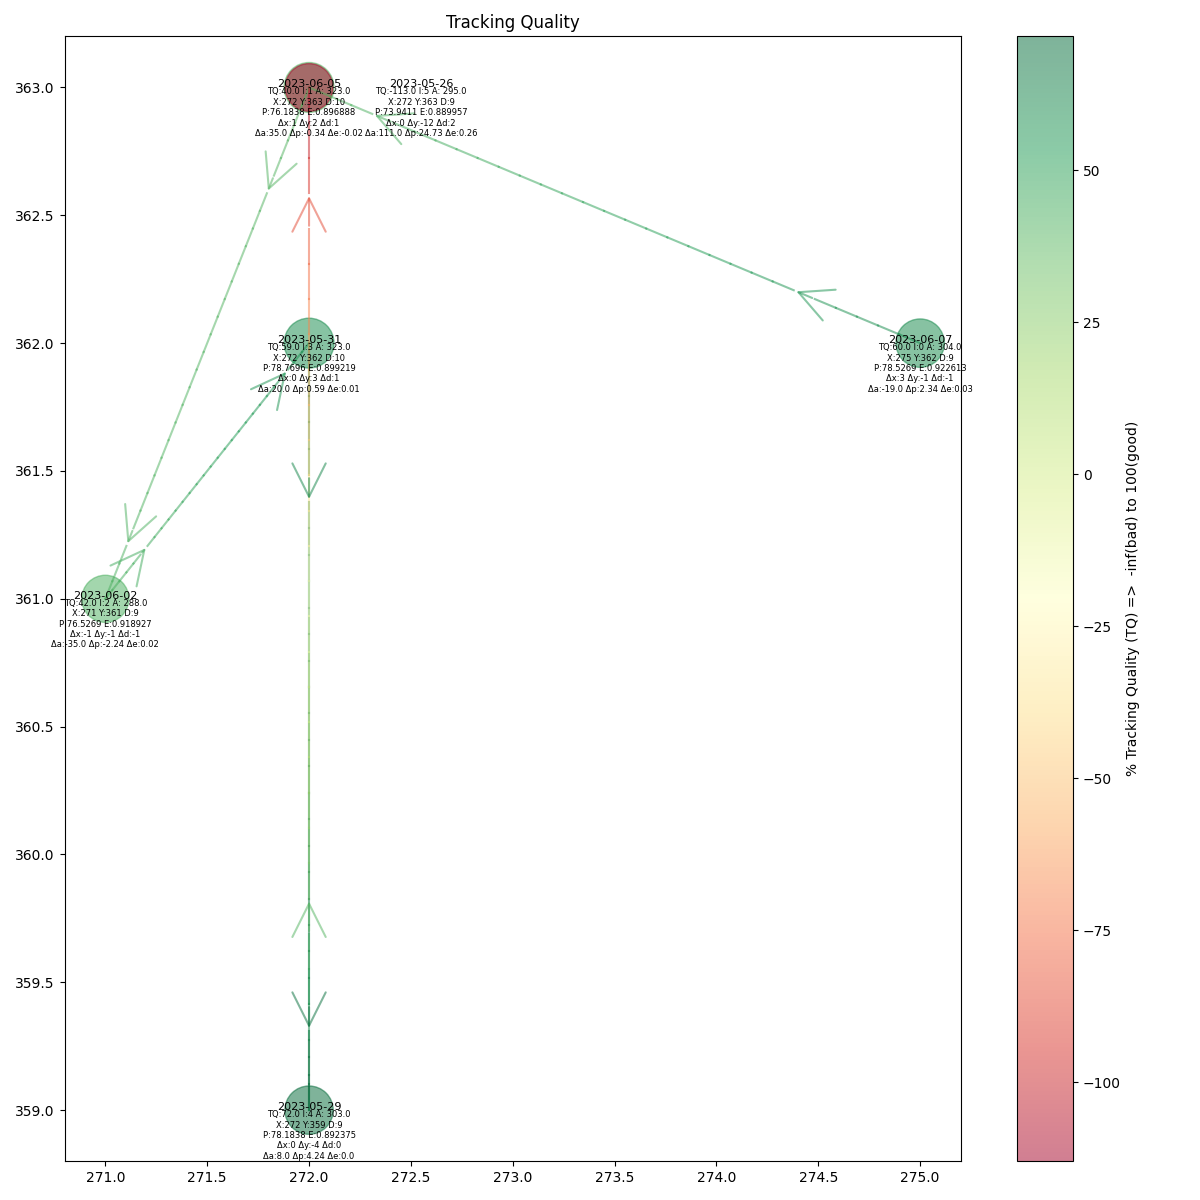 Tracking Quality
363.0
362.5
362.0
361.5
361.0
360.5
360.0
359.5
359.0
2023-06-05
TQ:40.0 I:1 A: 323.0
X:272 Y:363 D:10
P:76.1838 E:0.896888
Δx:1 Δy:2 Δd:1
Δa:35.0 Δp:-0.34 Δe:-0.02
2023-05-26
TQ:-113.0 I:5 A: 295.0
X:272 Y:363 D:9
P:73.9411 E:0.889957
Δx:0 Δy:-12 Δd:2
Δa:111.0 Δp:24.73 Δe:0.26
2023-05-31
TQ:59.0 I:3 A: 323.0
X:272 Y:362 D:10
P:78.7696 E:0.899219
Δx:0 Δy:3 Δd:1
Δa:20.0 Δp:0.59 Δe:0.01
2023-06-07
TQ:60.0 I:0 A: 304.0
X:275 Y:362 D:9
P:78.5269 E:0.922613
Δx:3 Δy:-1 Δd:-1
Δa:-19.0 Δp:2.34 Δe:0.03
2023-06-02
TQ:42.0 I:2 A: 288.0
X:271 Y:361 D:9
P:76.5269 E:0.918927
Δx:-1 Δy:-1 Δd:-1
Δa:-35.0 Δp:-2.24 Δe:0.02
2023-05-29
TQ:72.0 I:4 A: 303.0
X:272 Y:359 D:9
P:78.1838 E:0.892375
Δx:0 Δy:-4 Δd:0
Δa:8.0 Δp:4.24 Δe:0.0
271.0 271.5 272.0 272.5 273.0 273.5 274.0 274.5 275.0
50
25
0
−25
−50
−75
−100
% Tracking Quality (TQ) => -inf(bad) to 100(good)